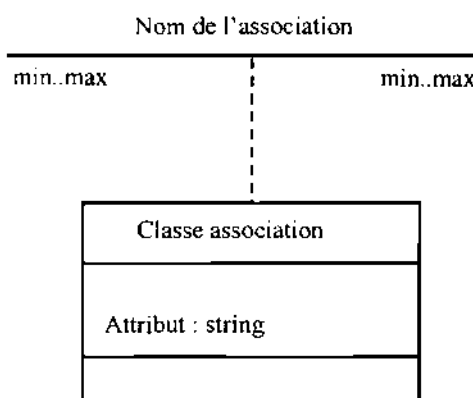 Nom de l'association
min..max min..max
Classe association
Attribut : string